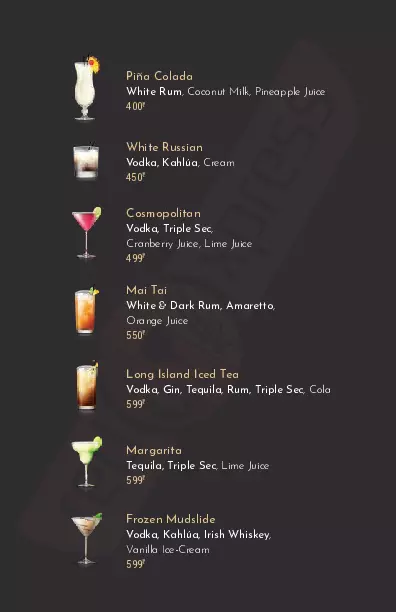 Piña Colada
White Rum, Coconut Milk, Pineapple Juice
400₮
White Russian
Vodka, Kahlúa, Cream
450₮
Cosmopolitan
Vodka, Triple Sec,
Cranberry Juice, Lime Juice
499₮
Mai Tai
White & Dark Rum, Amaretto,
Orange Juice
550₮
Long Island Iced Tea
Vodka, Gin, Tequila, Rum, Triple Sec, Cola
599₮
Margarita
Tequila, Triple Sec, Lime Juice
599₮
Frozen Mudslide
Vodka, Kahlúa, Irish Whiskey,
Vanilla Ice-Cream
599₮